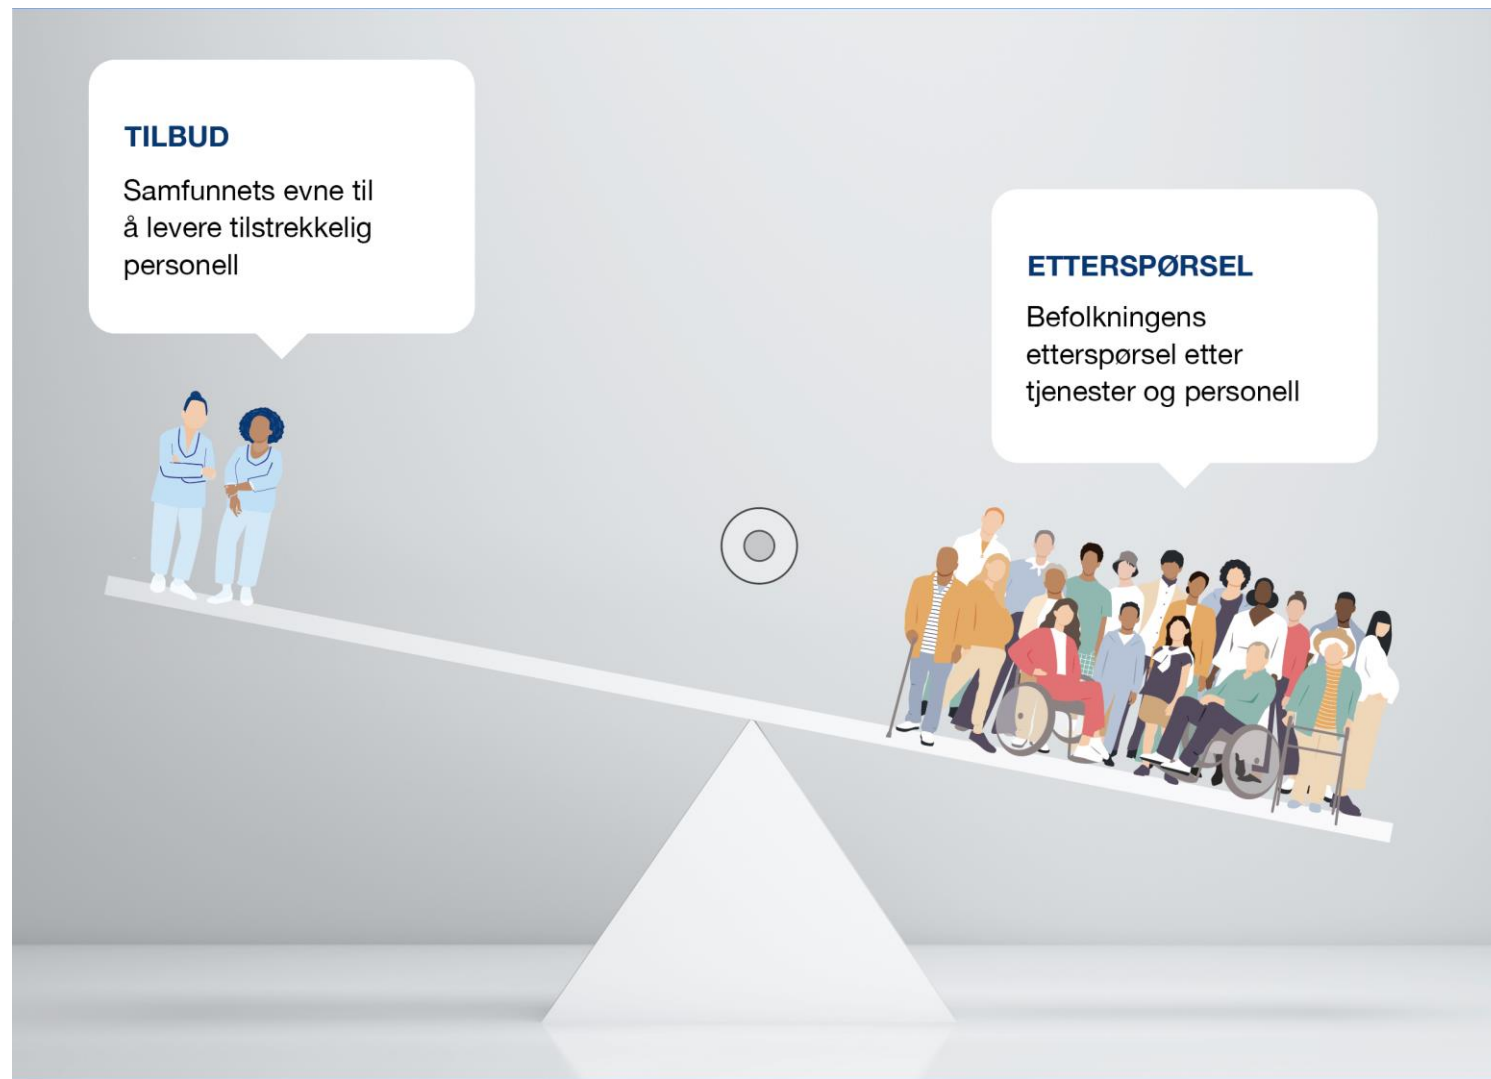 TILBUD
Samfunnets evne til
å levere tilstrekkelig
personell
ETTERSPØRSEL
Befolkningens
etterspørsel etter
tjenester og personell